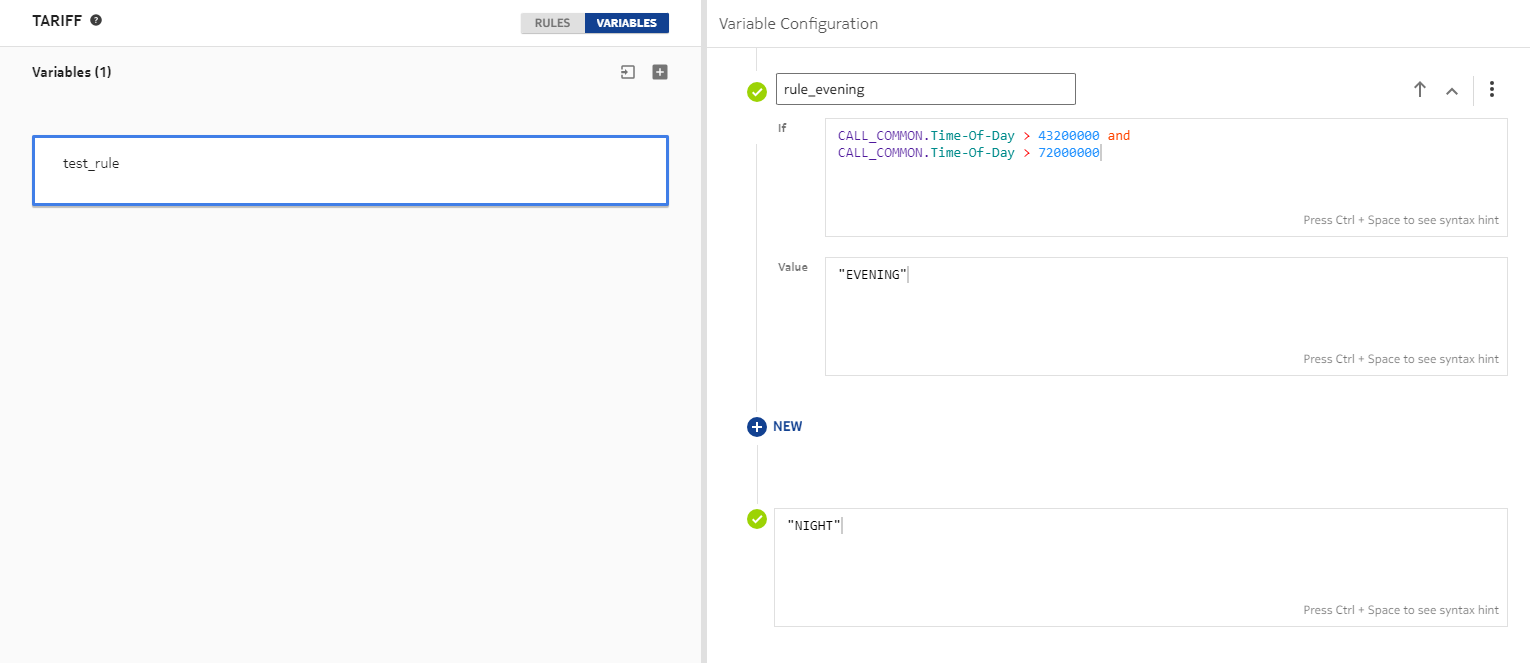 TARIFF
RULES
VARIABLES
Variables (1)
test_rule
Variable Configuration
rule_evening
If
CALL_COMMON.Time-Of-Day > 43200000 and
CALL_COMMON.Time-Of-Day > 72000000
Press Ctrl + Space to see syntax hint
Value
"EVENING"
Press Ctrl + Space to see syntax hint
NEW
"NIGHT"
Press Ctrl + Space to see syntax hint